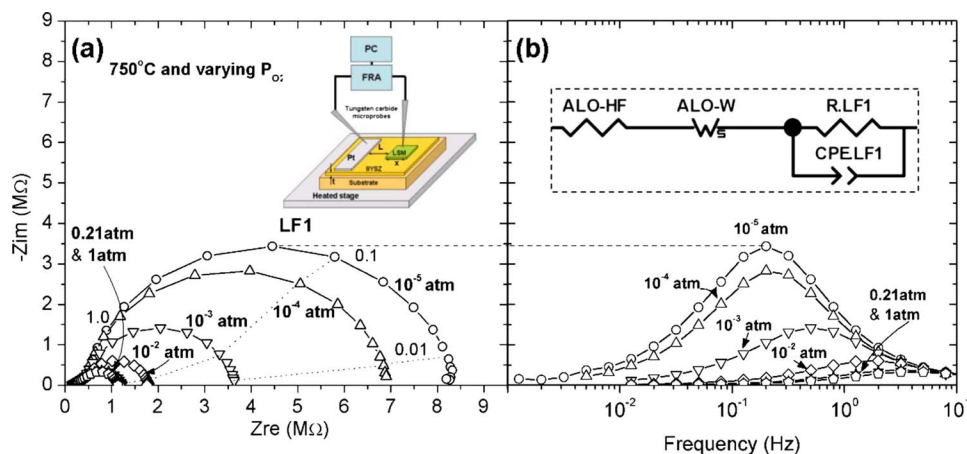 (a)
750°C and varying P O2
PC
FRA
Tungsten carbide
microprobes
Pt
L
LSM
x
8YSZ
t
Substrate
Heated stage
LF1
0.21atm
& 1atm
0.1
10-5 atm
10-4 atm
1.0
10-3 atm
10-2 atm
0.01
9
8
7
6
5
4
3
2
1
0
-Zim (MΩ)
0 1 2 3 4 5 6 7 8 9
Zre (MΩ)
(b)
ALO-HF
ALO-W
S
R.LF1
CPE.LF1
10-5 atm
10-4 atm
10-3 atm
10-2 atm
0.21atm
& 1atm
10-2 10-1 100 101
Frequency (Hz)